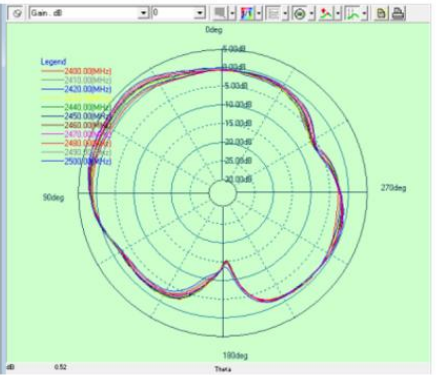 Gain . dB 0
0deg
5.00dB
Legend
0.00dB
2400.00(MHz)
2410.00(MHz)
2420.00(MHz)
-5.00dB
-10.00dB
2440.00(MHz)
2450.00(MHz)
2460.00(MHz)
-15.00dB
2470.00(MHz)
2480.00(MHz)
-20.00dB
2490.00(MHz)
2500.00(MHz)
-25.00dB
-30.00dB
90deg
270deg
180deg
dB 0.52 Theta